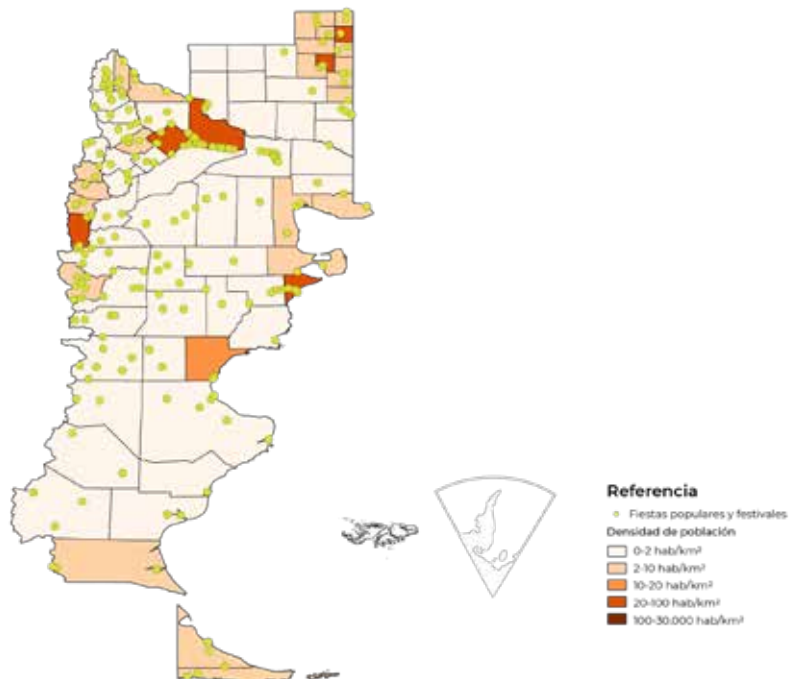 Referencia
Fiestas populares y festivales
Densidad de población
0-2 hab/km²
2-10 hab/km²
10-20 hab/km²
20-100 hab/km²
100-30.000 hab/km²